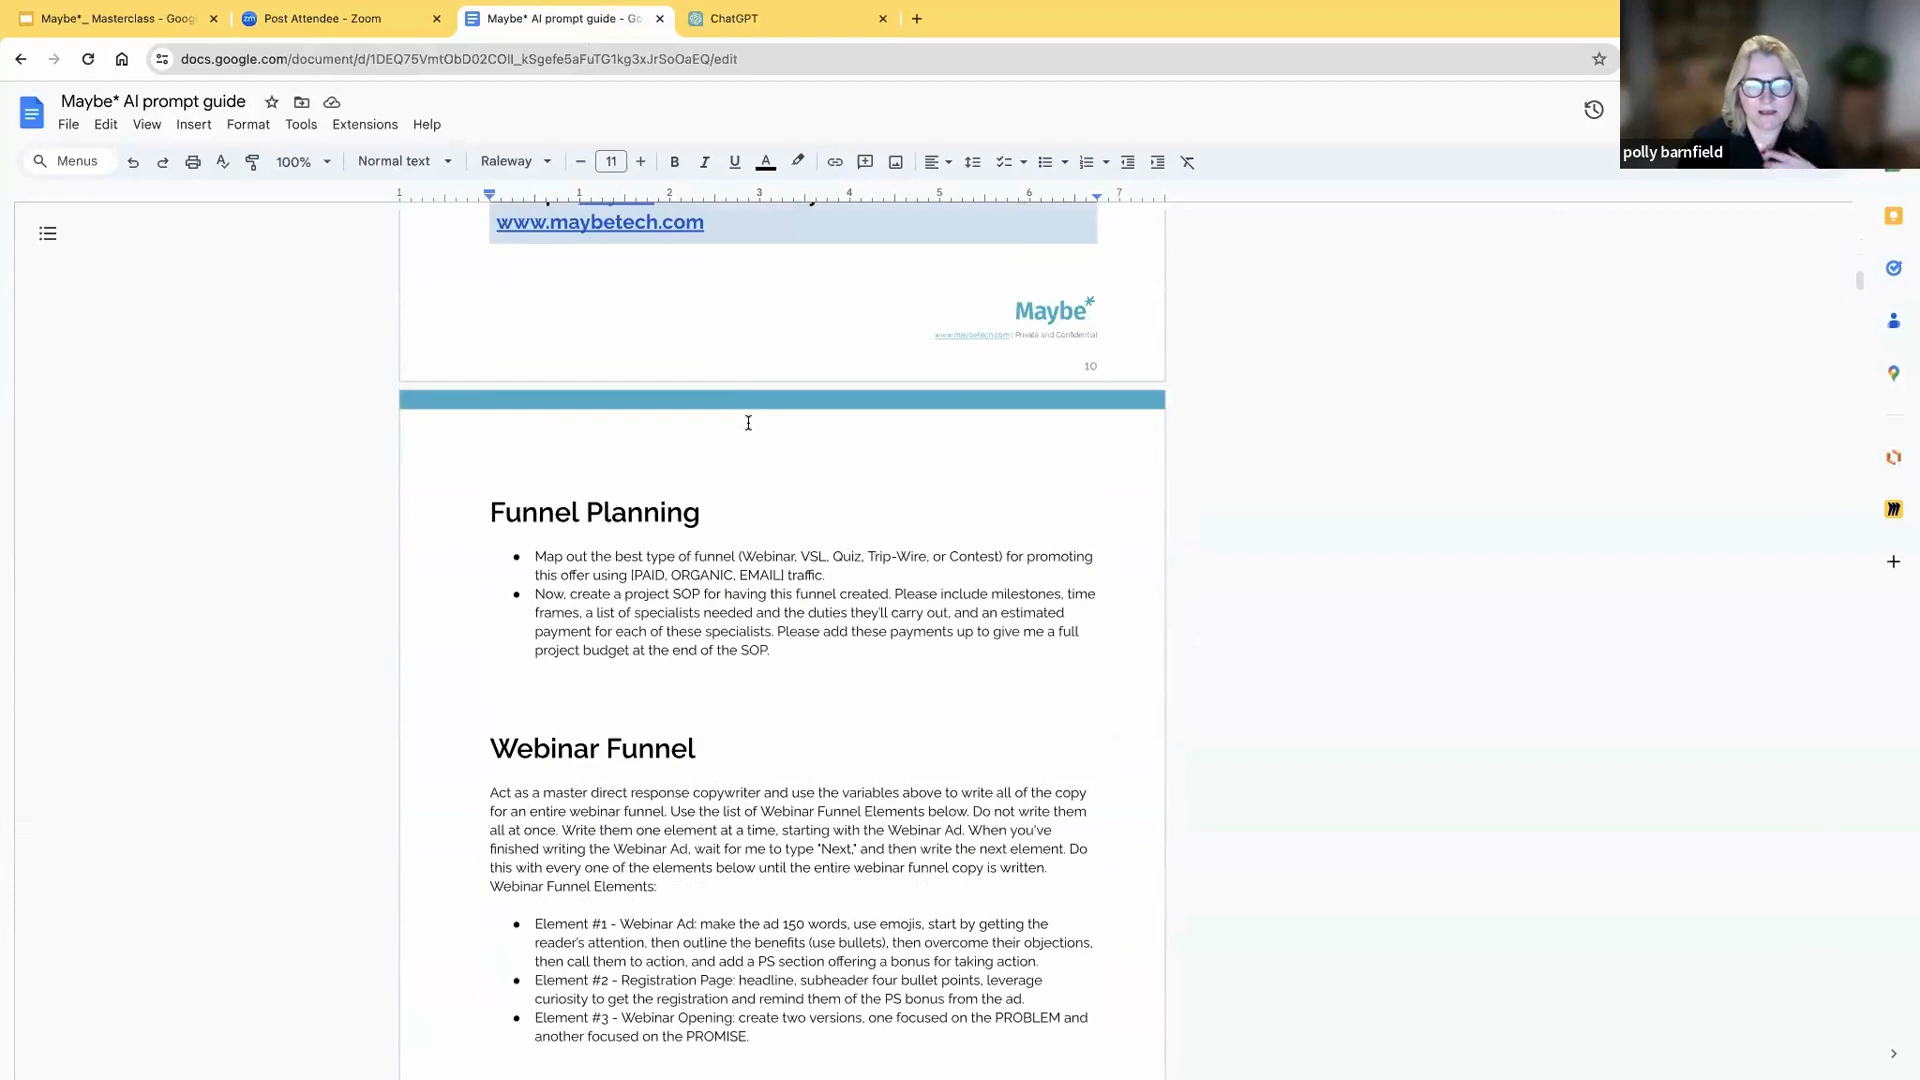 Maybe*_ Masterclass - Goog
Post Attendee - Zoom
Maybe* AI prompt guide - Go
ChatGPT
docs.google.com/document/d/1DEQ75VmtObD02COlI_kSgefe5aFuTG1kg3xJrSoOaEQ/edit
Maybe* AI prompt guide
File Edit View Insert Format Tools Extensions Help
Menus 100% Normal text Raleway 11 B I U A
polly barnfield
1 1 2 3 4 5 6 7
www.maybetech.com
Maybe*
www.maybetech.com | Private and Confidential
10
Funnel Planning
● Map out the best type of funnel (Webinar, VSL, Quiz, Trip-Wire, or Contest) for promoting
this offer using [PAID, ORGANIC, EMAIL] traffic.
● Now, create a project SOP for having this funnel created. Please include milestones, time
frames, a list of specialists needed and the duties they'll carry out, and an estimated
payment for each of these specialists. Please add these payments up to give me a full
project budget at the end of the SOP.
Webinar Funnel
Act as a master direct response copywriter and use the variables above to write all of the copy
for an entire webinar funnel. Use the list of Webinar Funnel Elements below. Do not write them
all at once. Write them one element at a time, starting with the Webinar Ad. When you've
finished writing the Webinar Ad, wait for me to type "Next," and then write the next element. Do
this with every one of the elements below until the entire webinar funnel copy is written.
Webinar Funnel Elements:
● Element #1 - Webinar Ad: make the ad 150 words, use emojis, start by getting the
reader's attention, then outline the benefits (use bullets), then overcome their objections,
then call them to action, and add a PS section offering a bonus for taking action.
● Element #2 - Registration Page: headline, subheader four bullet points, leverage
curiosity to get the registration and remind them of the PS bonus from the ad.
● Element #3 - Webinar Opening: create two versions, one focused on the PROBLEM and
another focused on the PROMISE.